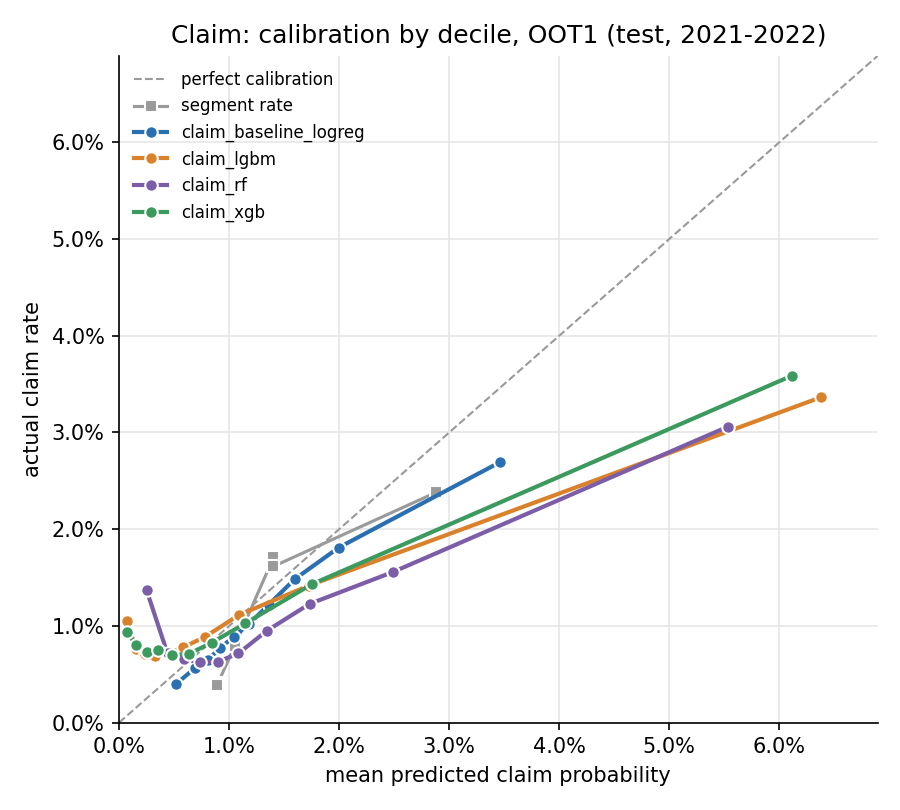 Claim: calibration by decile, OOT1 (test, 2021-2022)
perfect calibration
segment rate
claim_baseline_logreg
claim_lgbm
claim_rf
claim_xgb
6.0%
5.0%
4.0%
3.0%
2.0%
1.0%
0.0%
actual claim rate
0.0% 1.0% 2.0% 3.0% 4.0% 5.0% 6.0%
mean predicted claim probability